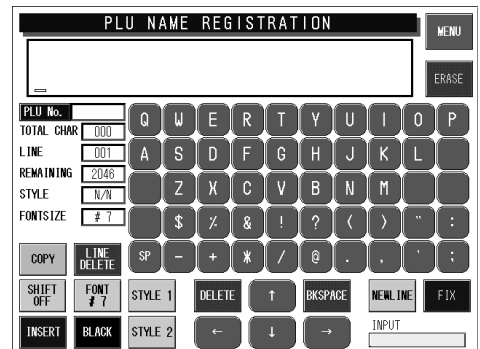 PLU NAME REGISTRATION
MENU
ERASE
PLU No.
TOTAL CHAR 000
LINE 001
REMAINING 2046
STYLE N/N
FONTSIZE # 7
Q W E R T Y U I O P
A S D F G H J K L
Z X C V B N M
$ % & ! ? < > " :
SP - + * / @ . , ' ;
COPY LINE DELETE
SHIFT OFF FONT # 7 STYLE 1 DELETE ↑ BKSPACE NEWLINE FIX
INSERT BLACK STYLE 2 ← ↓ → INPUT